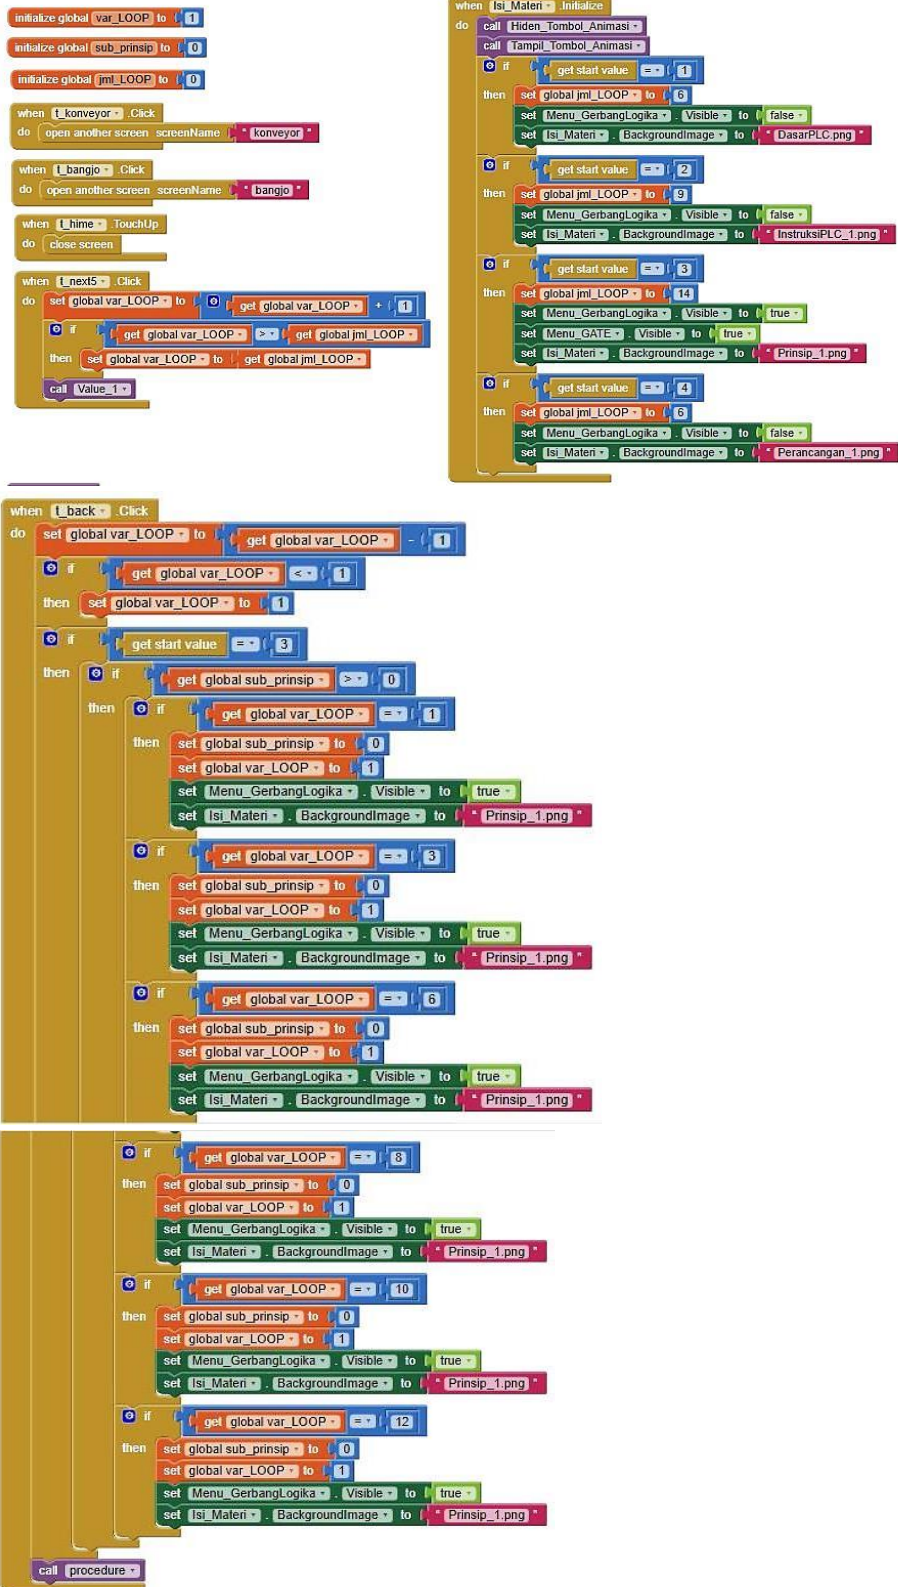 initialize global var_LOOP to 1
initialize global sub_prinsip to 0
initialize global jml_LOOP to 0
when t_konveyor .Click
do open another screen screenName " konveyor "
when t_bangjo .Click
do open another screen screenName " bangjo "
when t_hime .TouchUp
do close screen
when t_next5 .Click
do set global var_LOOP to get global var_LOOP + 1
if get global var_LOOP > get global jml_LOOP
then set global var_LOOP to get global jml_LOOP
call Value_1
when Isi_Materi .Initialize
do call Hiden_Tombol_Animasi
call Tampil_Tombol_Animasi
if get start value = 1
then set global jml_LOOP to 6
set Menu_GerbangLogika . Visible to false
set Isi_Materi . BackgroundImage to " DasarPLC.png "
if get start value = 2
then set global jml_LOOP to 9
set Menu_GerbangLogika . Visible to false
set Isi_Materi . BackgroundImage to " InstruksiPLC_1.png "
if get start value = 3
then set global jml_LOOP to 14
set Menu_GerbangLogika . Visible to true
set Menu_GATE . Visible to true
set Isi_Materi . BackgroundImage to " Prinsip_1.png "
if get start value = 4
then set global jml_LOOP to 6
set Menu_GerbangLogika . Visible to false
set Isi_Materi . BackgroundImage to " Perancangan_1.png "
when t_back .Click
do set global var_LOOP to get global var_LOOP - 1
if get global var_LOOP < 1
then set global var_LOOP to 1
if get start value = 3
then if get global sub_prinsip > 0
then if get global var_LOOP = 1
then set global sub_prinsip to 0
set global var_LOOP to 1
set Menu_GerbangLogika . Visible to true
set Isi_Materi . BackgroundImage to " Prinsip_1.png "
if get global var_LOOP = 3
then set global sub_prinsip to 0
set global var_LOOP to 1
set Menu_GerbangLogika . Visible to true
set Isi_Materi . BackgroundImage to " Prinsip_1.png "
if get global var_LOOP = 6
then set global sub_prinsip to 0
set global var_LOOP to 1
set Menu_GerbangLogika . Visible to true
set Isi_Materi . BackgroundImage to " Prinsip_1.png "
if get global var_LOOP = 8
then set global sub_prinsip to 0
set global var_LOOP to 1
set Menu_GerbangLogika . Visible to true
set Isi_Materi . BackgroundImage to " Prinsip_1.png "
if get global var_LOOP = 10
then set global sub_prinsip to 0
set global var_LOOP to 1
set Menu_GerbangLogika . Visible to true
set Isi_Materi . BackgroundImage to " Prinsip_1.png "
if get global var_LOOP = 12
then set global sub_prinsip to 0
set global var_LOOP to 1
set Menu_GerbangLogika . Visible to true
set Isi_Materi . BackgroundImage to " Prinsip_1.png "
call procedure